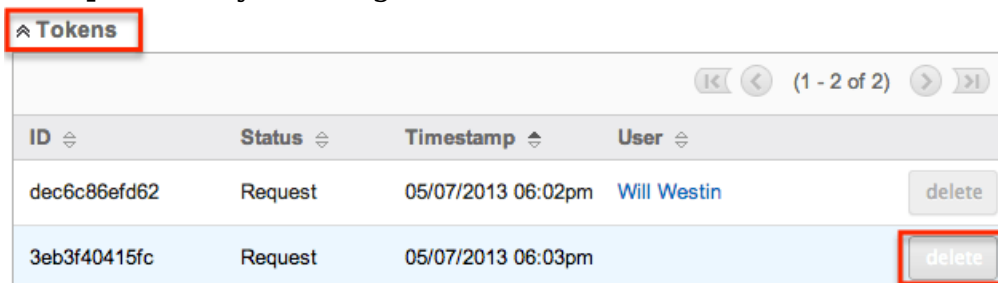 Tokens
(1 - 2 of 2)
ID Status Timestamp User
dec6c86efd62 Request 05/07/2013 06:02pm Will Westin delete
3eb3f40415fc Request 05/07/2013 06:03pm delete